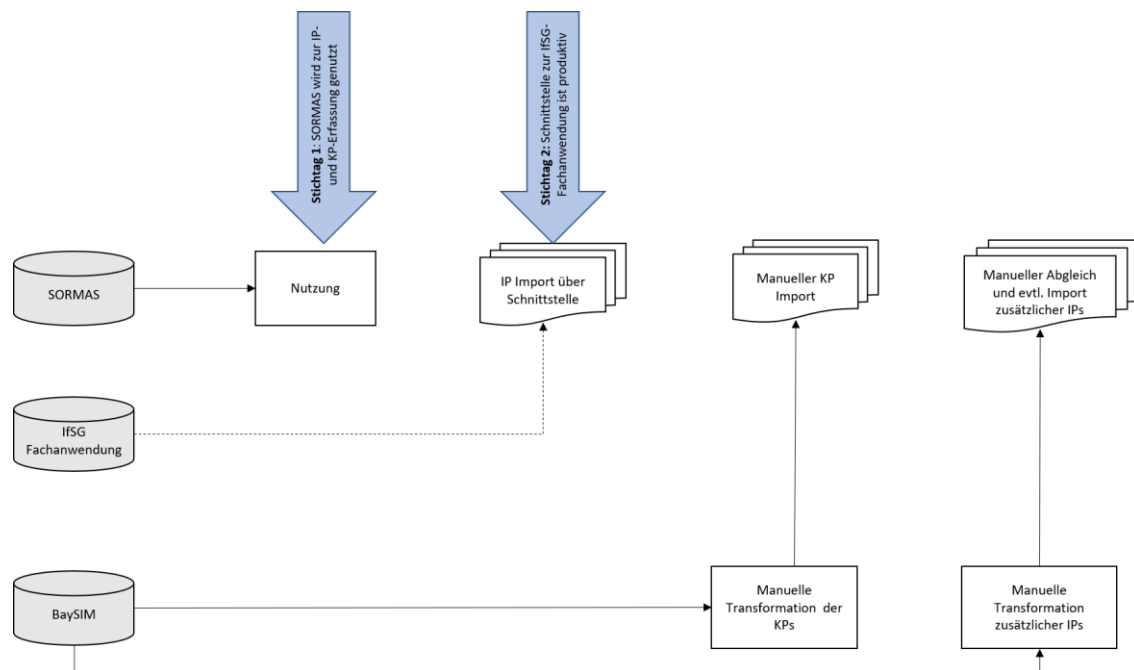 Stichtag 1: SORMAS wird zur IP-
und KP-Erfassung genutzt
Stichtag 2: Schnittstelle zur IfSG-
Fachanwendung ist produktiv
SORMAS
Nutzung
IP Import über
Schnittstelle
Manueller KP
Import
Manueller Abgleich
und evtl. Import
zusätzlicher IPs
IfSG
Fachanwendung
BaySIM
Manuelle
Transformation der
KPs
Manuelle
Transformation
zusätzlicher IPs